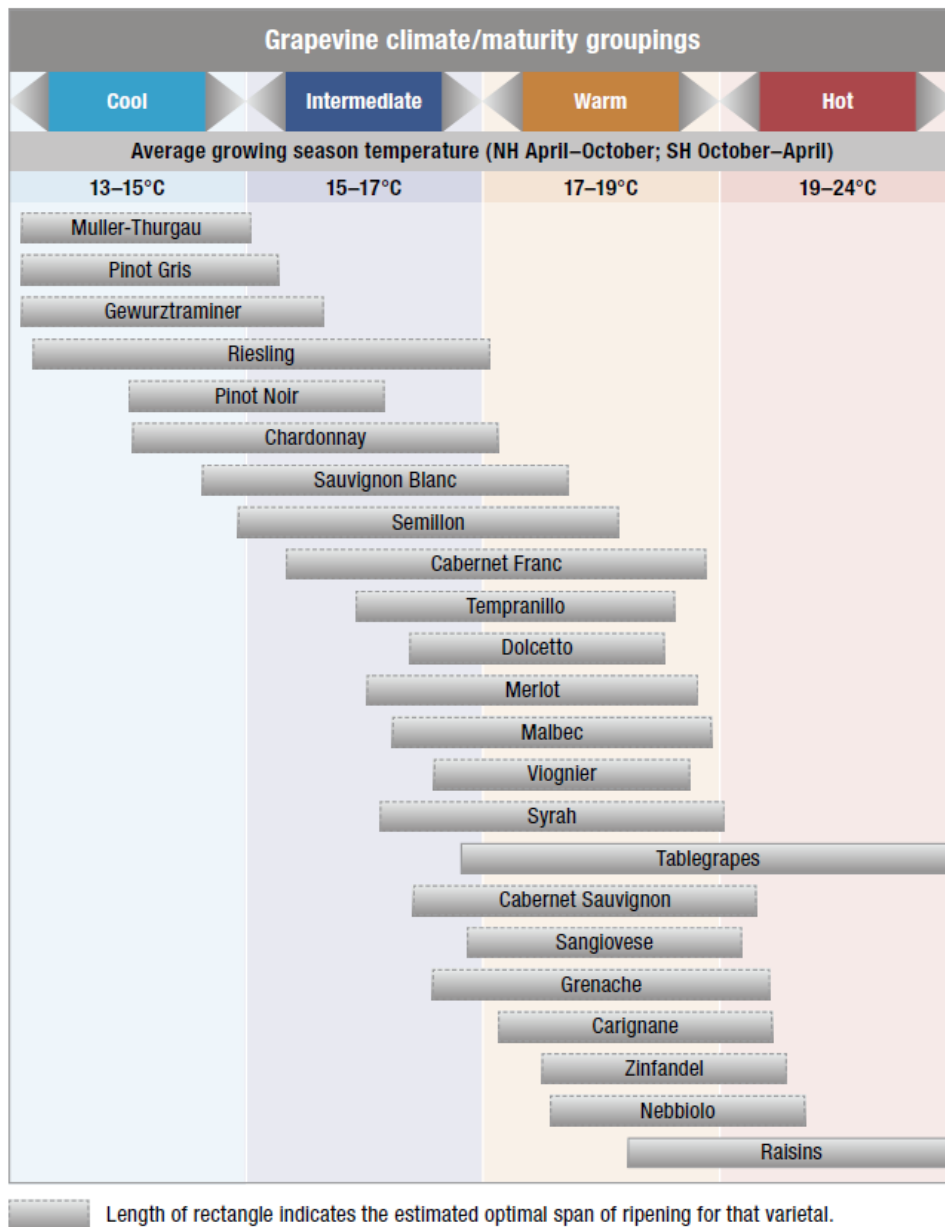 Grapevine climate/maturity groupings
Cool Intermediate Warm Hot
Average growing season temperature (NH April–October; SH October–April)
13–15°C 15–17°C 17–19°C 19–24°C
Muller-Thurgau
Pinot Gris
Gewurztraminer
Riesling
Pinot Noir
Chardonnay
Sauvignon Blanc
Semillon
Cabernet Franc
Tempranillo
Dolcetto
Merlot
Malbec
Viognier
Syrah
Tablegrapes
Cabernet Sauvignon
Sangiovese
Grenache
Carignane
Zinfandel
Nebbiolo
Raisins
Length of rectangle indicates the estimated optimal span of ripening for that varietal.